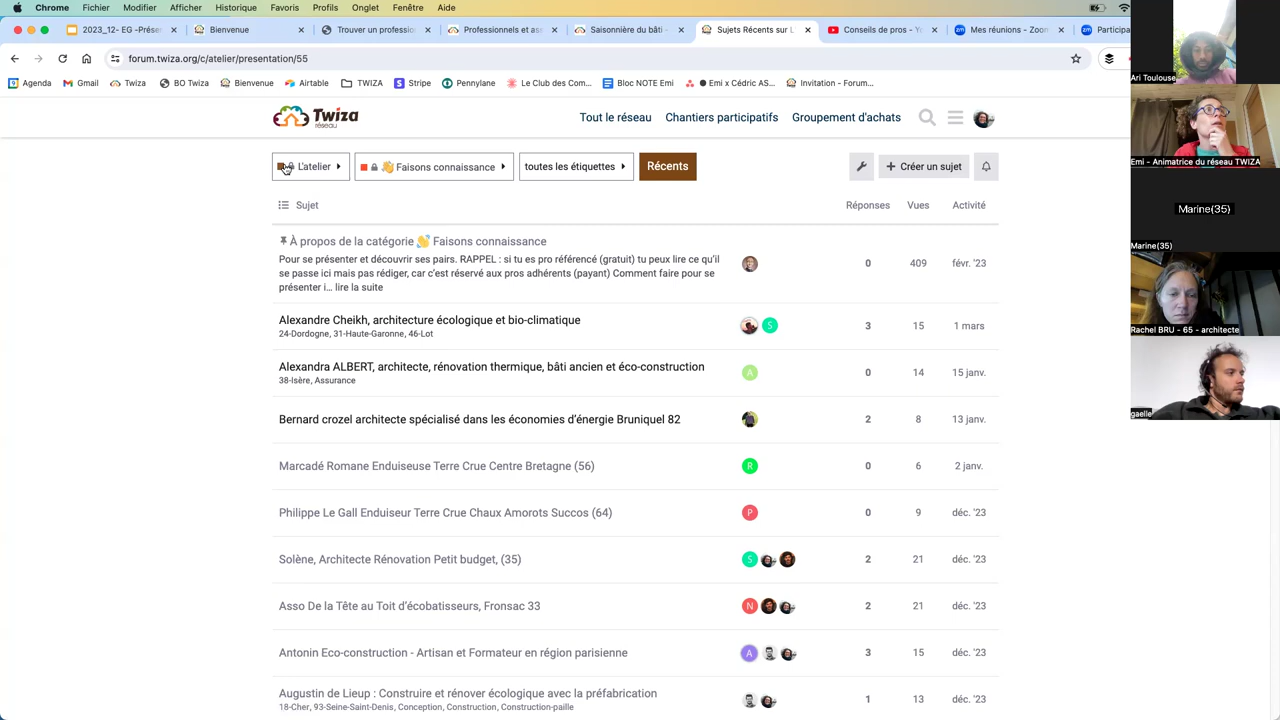 Chrome Fichier Modifier Afficher Historique Favoris Profils Onglet Fenêtre Aide
2023_12- EG -Prése
Bienvenue
Trouver un profession
Professionnels et ass
Saisonnière du bâti -
Sujets Récents sur L
Conseils de pros - Y
Mes réunions - Zoom
Participa
forum.twiza.org/c/atelier/presentation/55
Agenda Gmail Twiza BO Twiza Bienvenue Airtable TWIZA Stripe Pennylane Le Club des Com... Bloc NOTE Emi Emi x Cédric AS... Invitation - Forum...
Twiza
réseau
Tout le réseau Chantiers participatifs Groupement d'achats
L'atelier
Faisons connaissance
toutes les étiquettes
Récents
+ Créer un sujet
Sujet Réponses Vues Activité
À propos de la catégorie 👋 Faisons connaissance
Pour se présenter et découvrir ses pairs. RAPPEL : si tu es pro référencé (gratuit) tu peux lire ce qu'il
se passe ici mais pas rédiger, car c'est réservé aux pros adhérents (payant) Comment faire pour se
présenter i… lire la suite
0 409 févr. '23
Alexandre Cheikh, architecture écologique et bio-climatique
24-Dordogne, 31-Haute-Garonne, 46-Lot
S
3 15 1 mars
Alexandra ALBERT, architecte, rénovation thermique, bâti ancien et éco-construction
38-Isère, Assurance
A
0 14 15 janv.
Bernard crozel architecte spécialisé dans les économies d'énergie Bruniquel 82
2 8 13 janv.
Marcadé Romane Enduiseuse Terre Crue Centre Bretagne (56)
R
0 6 2 janv.
Philippe Le Gall Enduiseur Terre Crue Chaux Amorots Succos (64)
P
0 9 déc. '23
Solène, Architecte Rénovation Petit budget, (35)
S
2 21 déc. '23
Asso De la Tête au Toit d'écobatisseurs, Fronsac 33
N
2 21 déc. '23
Antonin Eco-construction - Artisan et Formateur en région parisienne
A
3 15 déc. '23
Augustin de Lieup : Construire et rénover écologique avec la préfabrication
18-Cher, 93-Seine-Saint-Denis, Conception, Construction, Construction-paille
1 13 déc. '23
Ari Toulouse
Emi - Animatrice du réseau TWIZA
Marine(35)
Marine(35)
Rachel BRU - 65 - architecte
gaelle